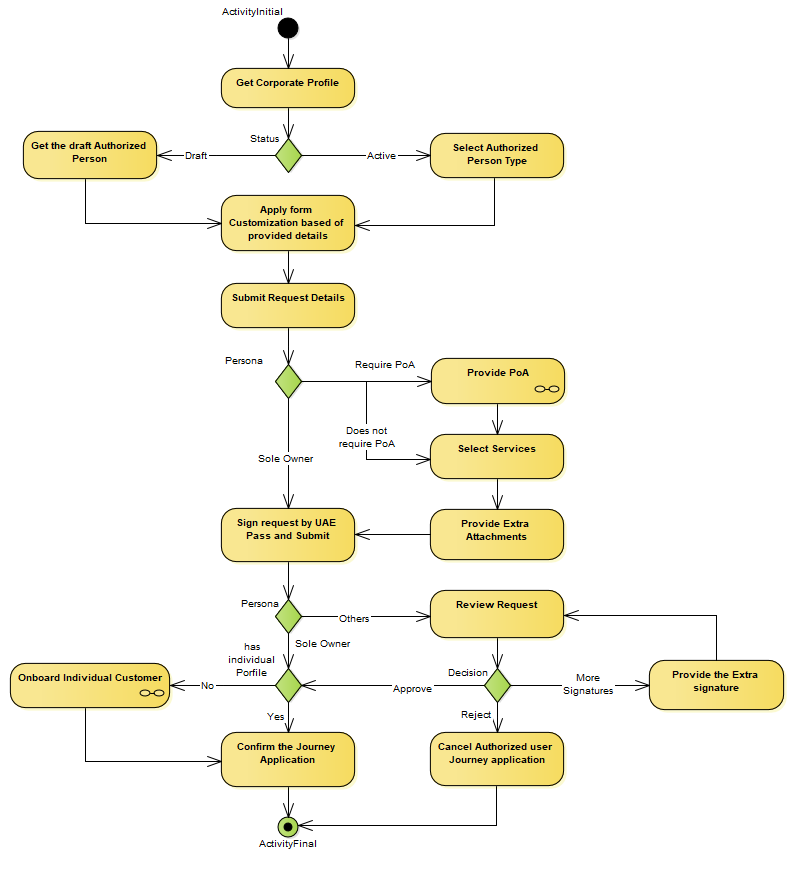 ActivityInitial
Get Corporate Profile
Status
Get the draft Authorized
Person
Draft
Active
Select Authorized
Person Type
Apply form
Customization based of
provided details
Submit Request Details
Persona
Require PoA
Provide PoA
Does not
require PoA
Select Services
Sole Owner
Sign request by UAE
Pass and Submit
Provide Extra
Attachments
Persona
Others
Review Request
Sole Owner
has
individual
Porfile
Onboard Individual Customer
No
Approve
Decision
More
Signatures
Provide the Extra
signature
Yes
Reject
Confirm the Journey
Application
Cancel Authorized user
Journey application
ActivityFinal